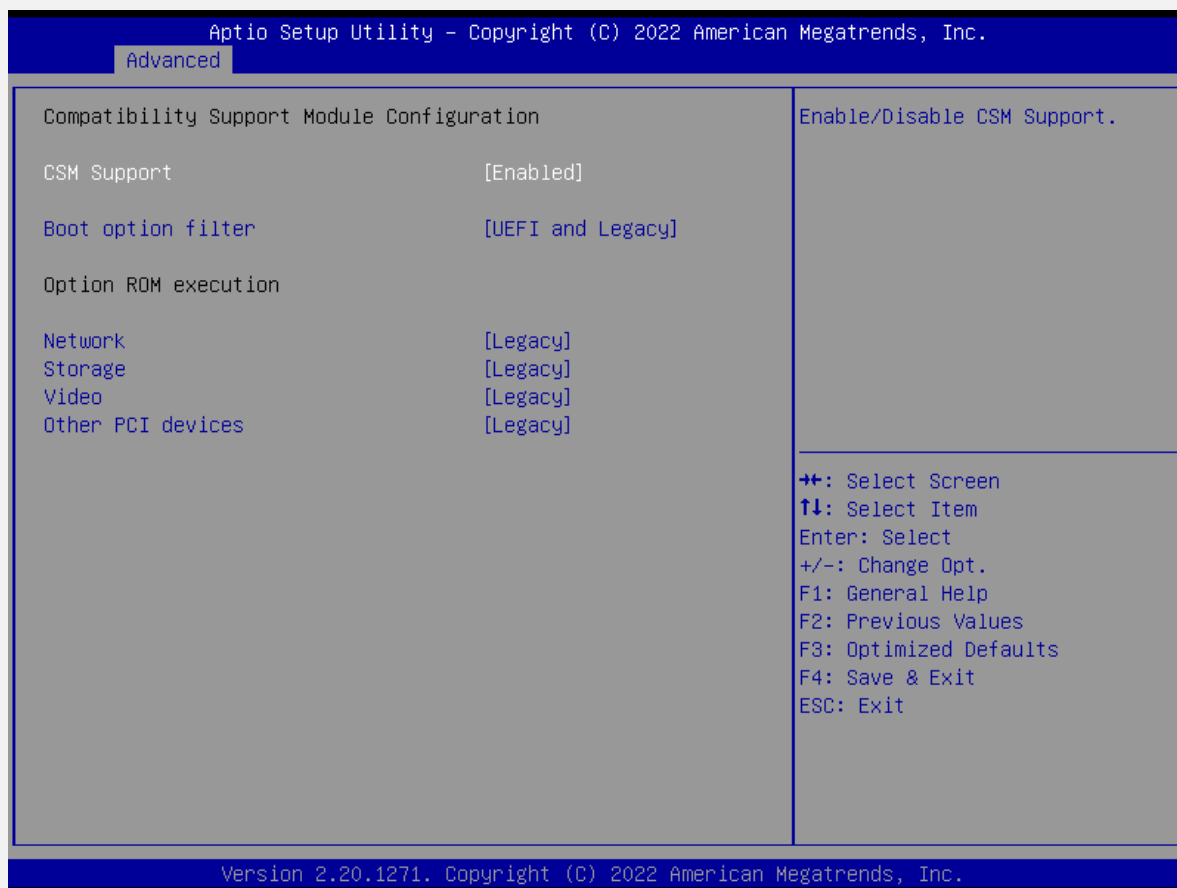 Aptio Setup Utility – Copyright (C) 2022 American Megatrends, Inc.
Advanced
Compatibility Support Module Configuration
CSM Support [Enabled]
Boot option filter [UEFI and Legacy]
Option ROM execution
Network [Legacy]
Storage [Legacy]
Video [Legacy]
Other PCI devices [Legacy]
Enable/Disable CSM Support.
→←: Select Screen
↑↓: Select Item
Enter: Select
+/-: Change Opt.
F1: General Help
F2: Previous Values
F3: Optimized Defaults
F4: Save & Exit
ESC: Exit
Version 2.20.1271. Copyright (C) 2022 American Megatrends, Inc.